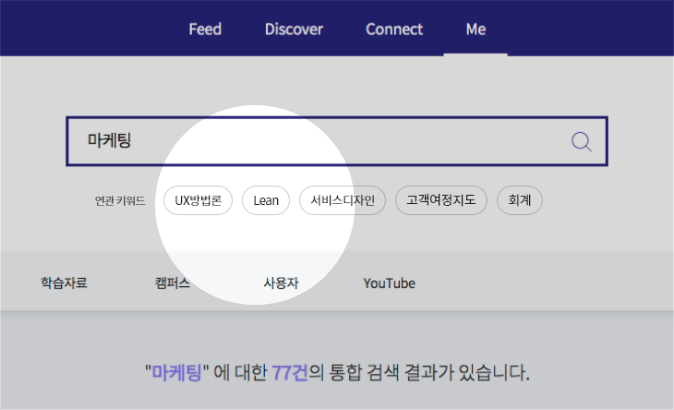 Feed Discover Connect Me
마케팅
연관 키워드 UX방법론 Lean 서비스디자인 고객여정지도 회계
학습자료 캠퍼스 사용자 YouTube
"마케팅" 에 대한 77건의 통합 검색 결과가 있습니다.